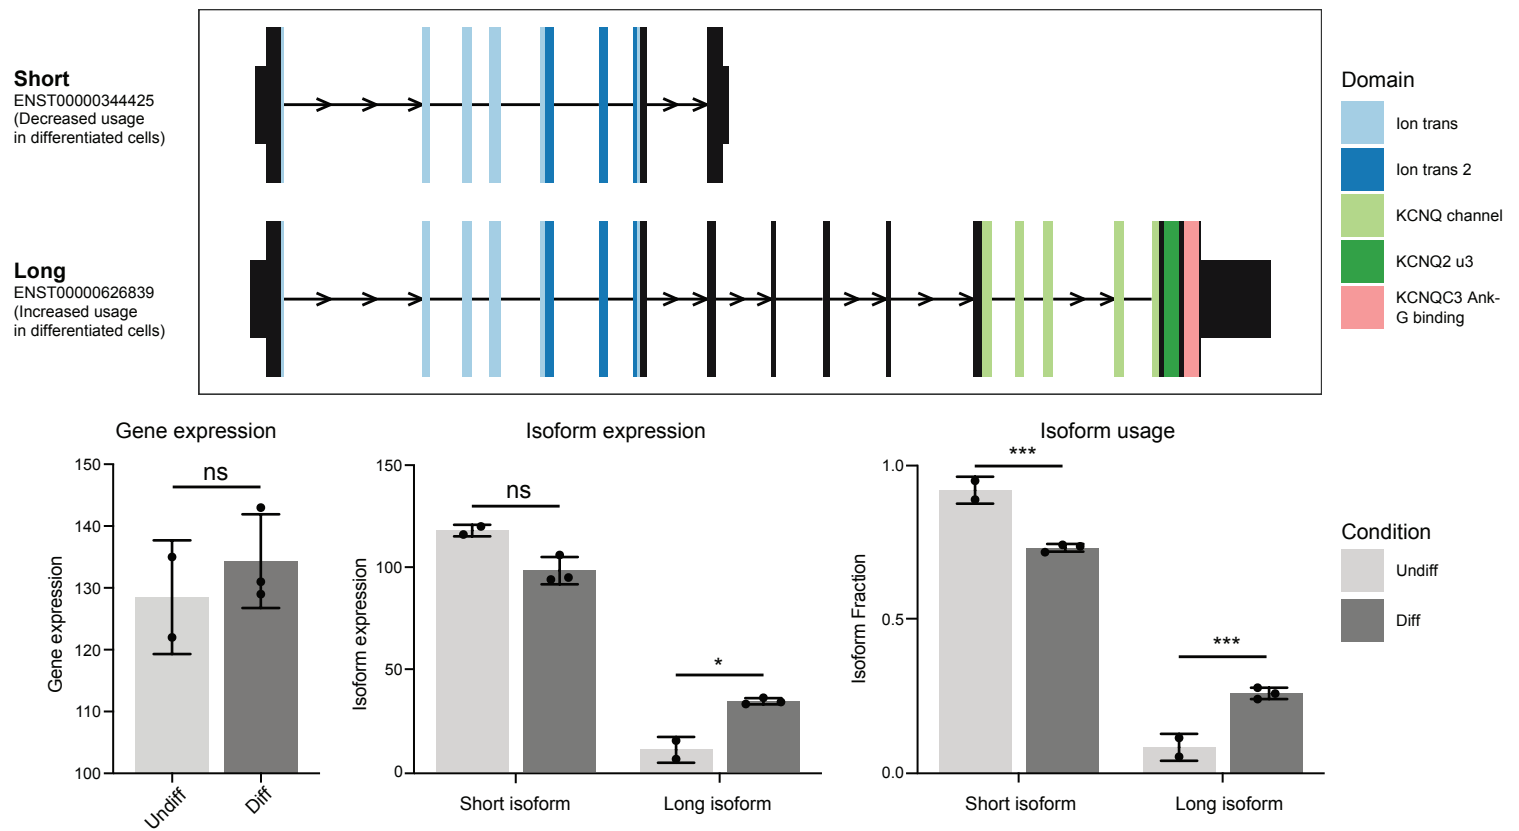 Short
ENST00000344425
(Decreased usage
in differentiated cells)
Long
ENST00000626839
(Increased usage
in differentiated cells)
Domain
Ion trans
Ion trans 2
KCNQ channel
KCNQ2 u3
KCNQC3 Ank-
G binding
Gene expression
Gene expression
150
140
130
120
110
100
ns
Undiff
Diff
Isoform expression
Isoform expression
150
100
50
0
ns
*
Short isoform
Long isoform
Isoform usage
Isoform Fraction
1.0
0.5
0.0
***
***
Short isoform
Long isoform
Condition
Undiff
Diff